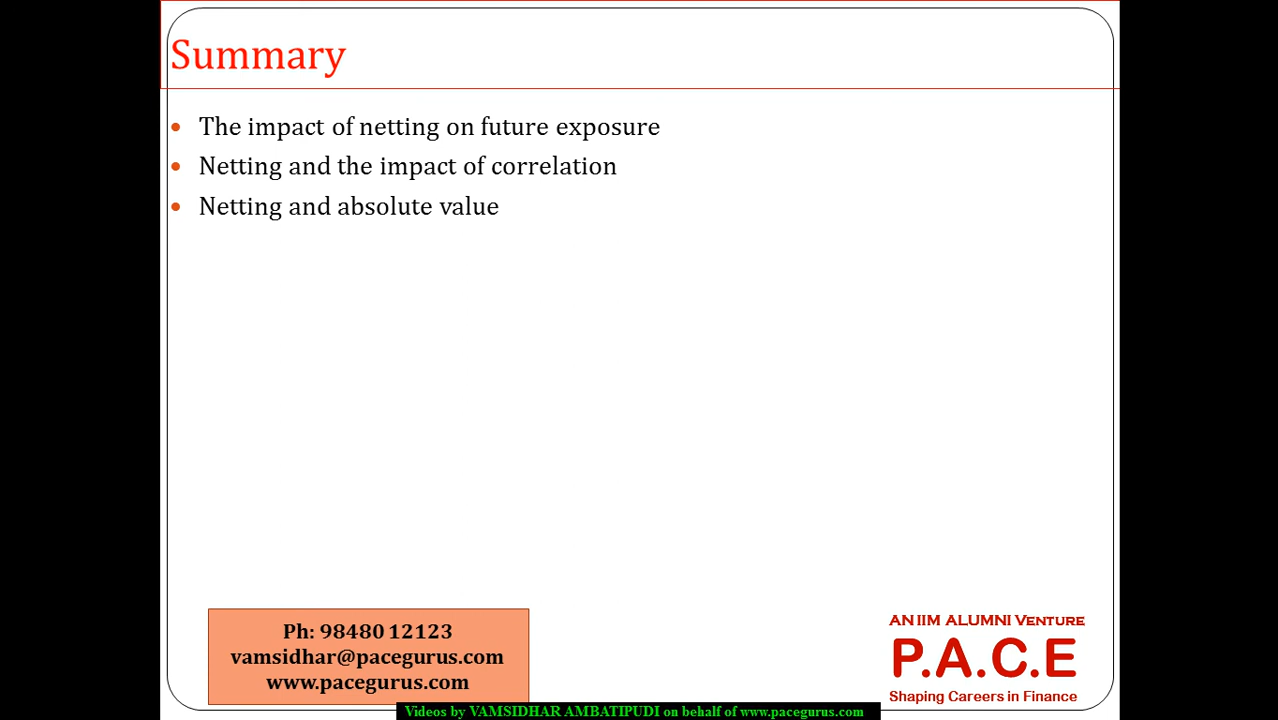 Summary
• The impact of netting on future exposure
• Netting and the impact of correlation
• Netting and absolute value
Ph: 98480 12123
vamsidhar@pacegurus.com
www.pacegurus.com
AN IIM ALUMNI VENTURE
P.A.C.E
Shaping Careers in Finance
Videos by VAMSIDHAR AMBATIPUDI on behalf of www.pacegurus.com